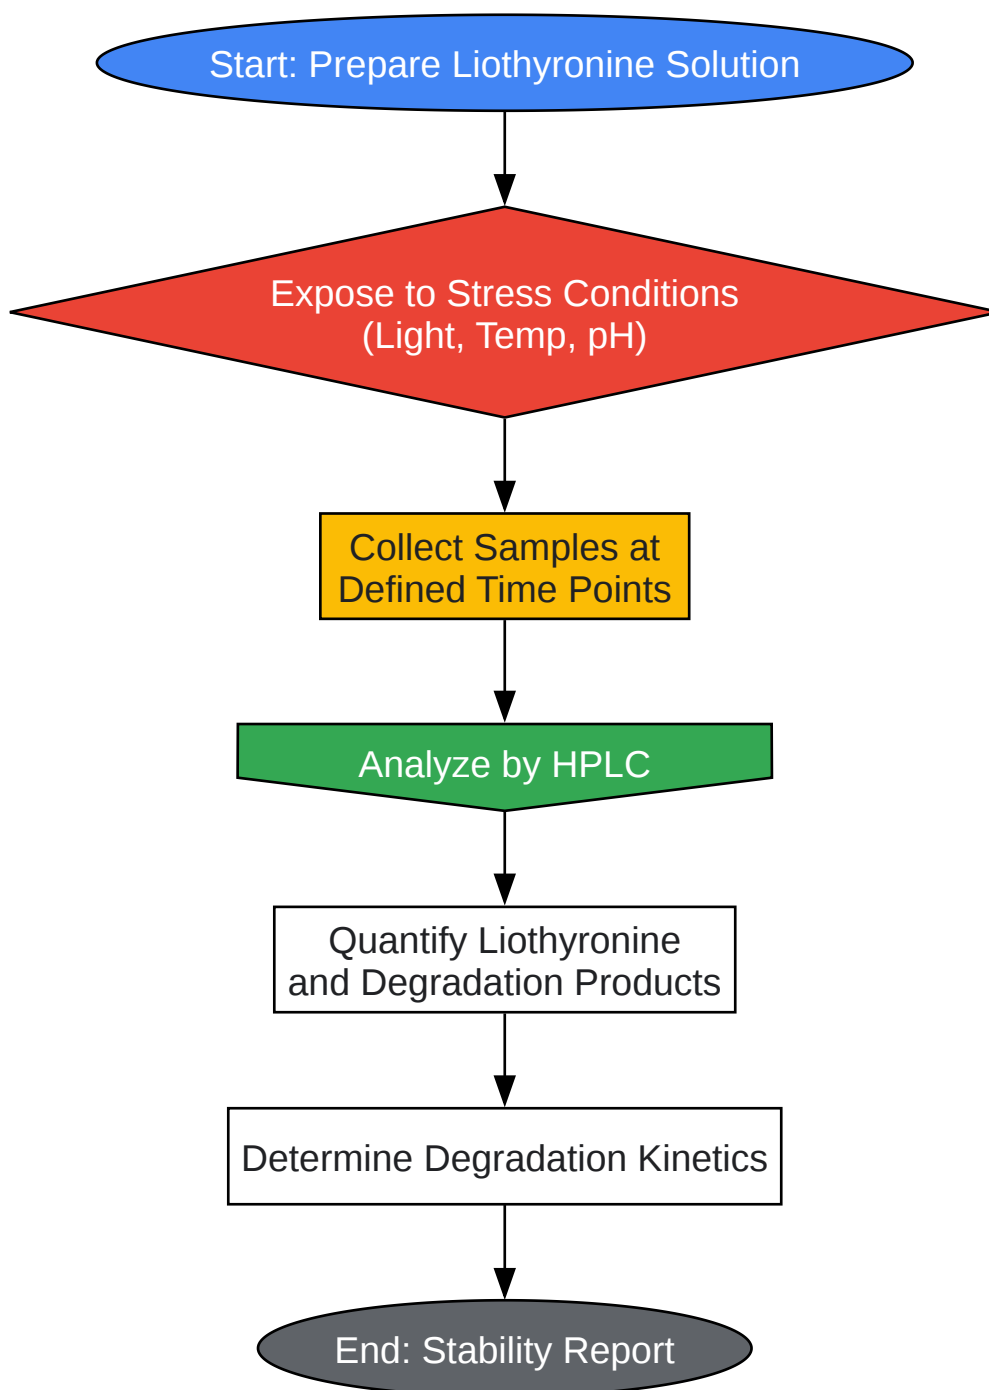 Start: Prepare Liothyronine Solution
Expose to Stress Conditions
(Light, Temp, pH)
Collect Samples at
Defined Time Points
Analyze by HPLC
Quantify Liothyronine
and Degradation Products
Determine Degradation Kinetics
End: Stability Report